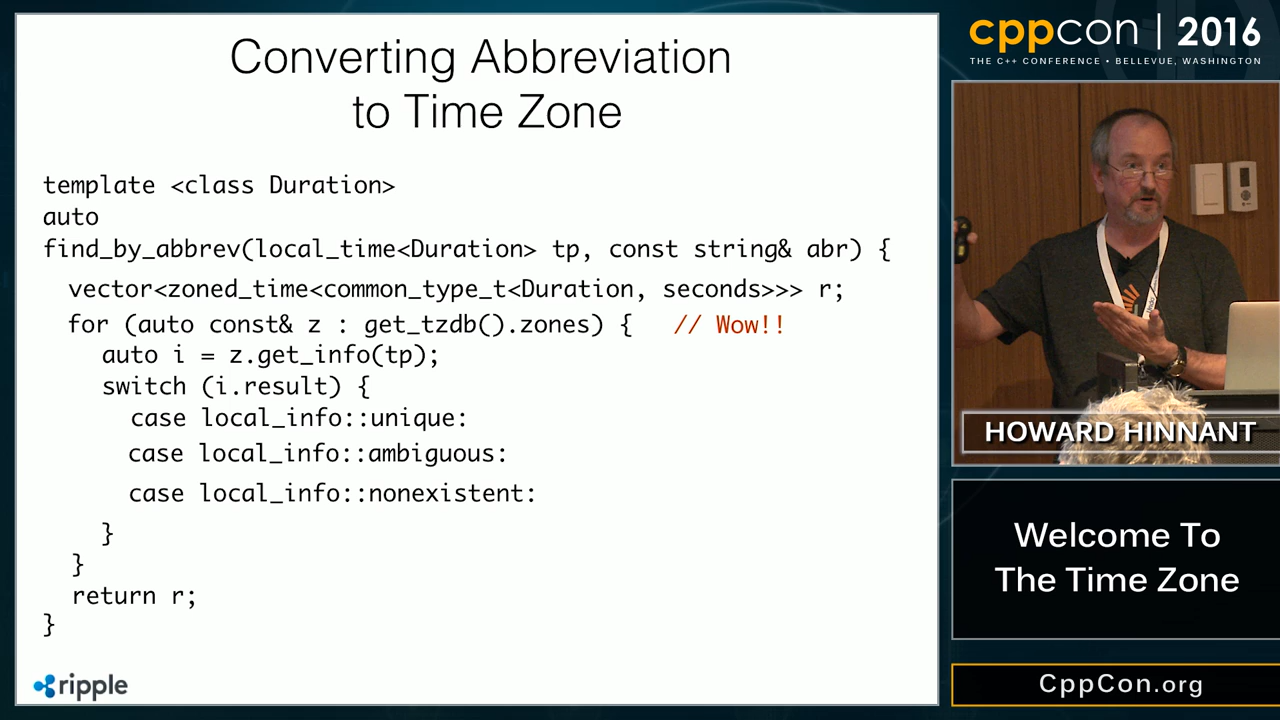 Converting Abbreviation
to Time Zone
template <class Duration>
auto
find_by_abbrev(local_time<Duration> tp, const string& abr) {
vector<zoned_time<common_type_t<Duration, seconds>>> r;
for (auto const& z : get_tzdb().zones) { // Wow!!
auto i = z.get_info(tp);
switch (i.result) {
case local_info::unique:
case local_info::ambiguous:
case local_info::nonexistent:
}
}
return r;
}
ripple
cppcon | 2016
THE C++ CONFERENCE • BELLEVUE, WASHINGTON
HOWARD HINNANT
Welcome To
The Time Zone
CppCon.org